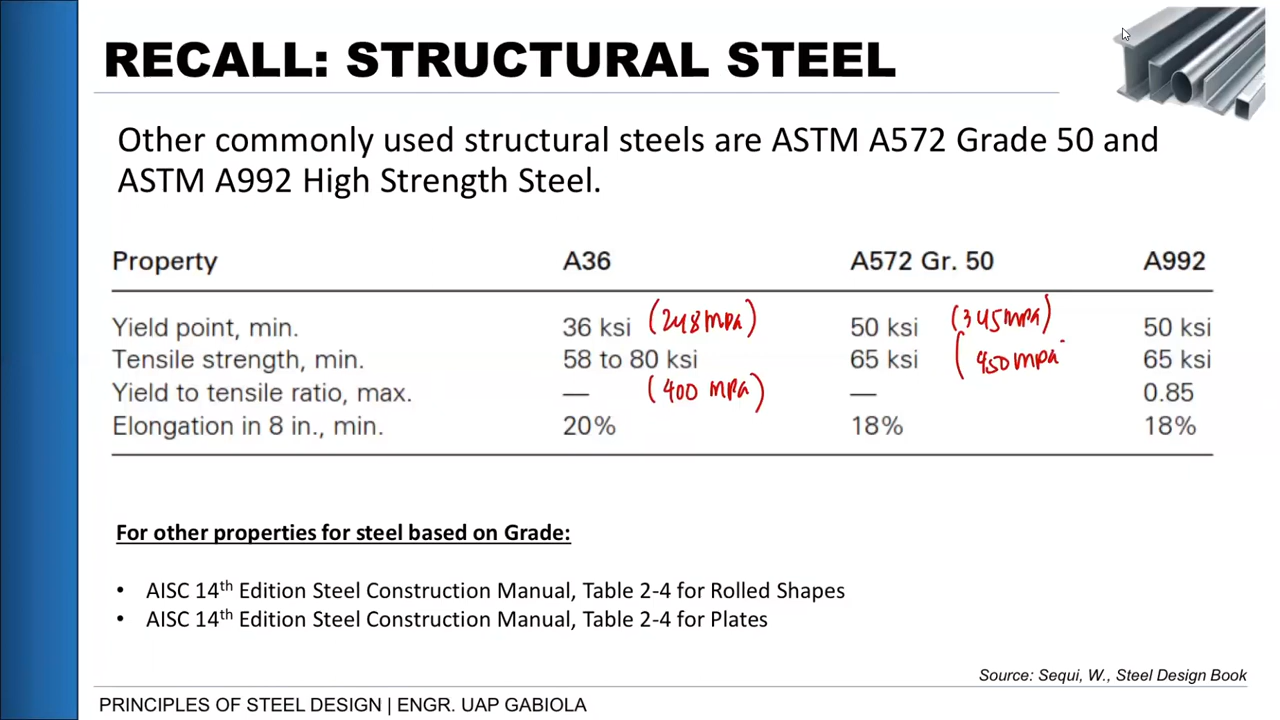 RECALL: STRUCTURAL STEEL
Other commonly used structural steels are ASTM A572 Grade 50 and
ASTM A992 High Strength Steel.
Property A36 A572 Gr. 50 A992
Yield point, min. 36 ksi (248 mpa) 50 ksi (345 mpa) 50 ksi
Tensile strength, min. 58 to 80 ksi 65 ksi (450 mpa 65 ksi
Yield to tensile ratio, max. — (400 mpa) — 0.85
Elongation in 8 in., min. 20% 18% 18%
For other properties for steel based on Grade:
• AISC 14th Edition Steel Construction Manual, Table 2-4 for Rolled Shapes
• AISC 14th Edition Steel Construction Manual, Table 2-4 for Plates
Source: Sequi, W., Steel Design Book
PRINCIPLES OF STEEL DESIGN | ENGR. UAP GABIOLA